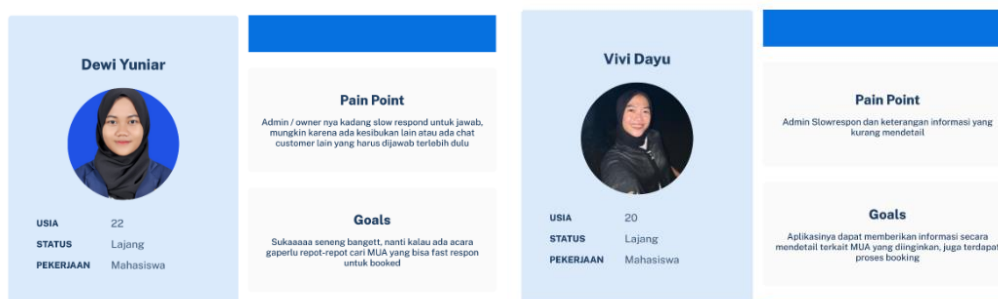 Dewi Yuniar
USIA 22
STATUS Lajang
PEKERJAAN Mahasiswa
Pain Point
Admin / owner nya kadang slow respond untuk jawab,
mungkin karena ada kesibukan lain atau ada chat
customer lain yang harus dijawab terlebih dulu
Goals
Sukaaaaa seneng bangett, nanti kalau ada acara
gaperlu repot-repot cari MUA yang bisa fast respon
untuk booked
Vivi Dayu
USIA 20
STATUS Lajang
PEKERJAAN Mahasiswa
Pain Point
Admin Slowrespon dan keterangan informasi yang
kurang mendetail
Goals
Aplikasinya dapat memberikan informasi secara
mendetail terkait MUA yang diinginkan, juga terdapat
proses booking